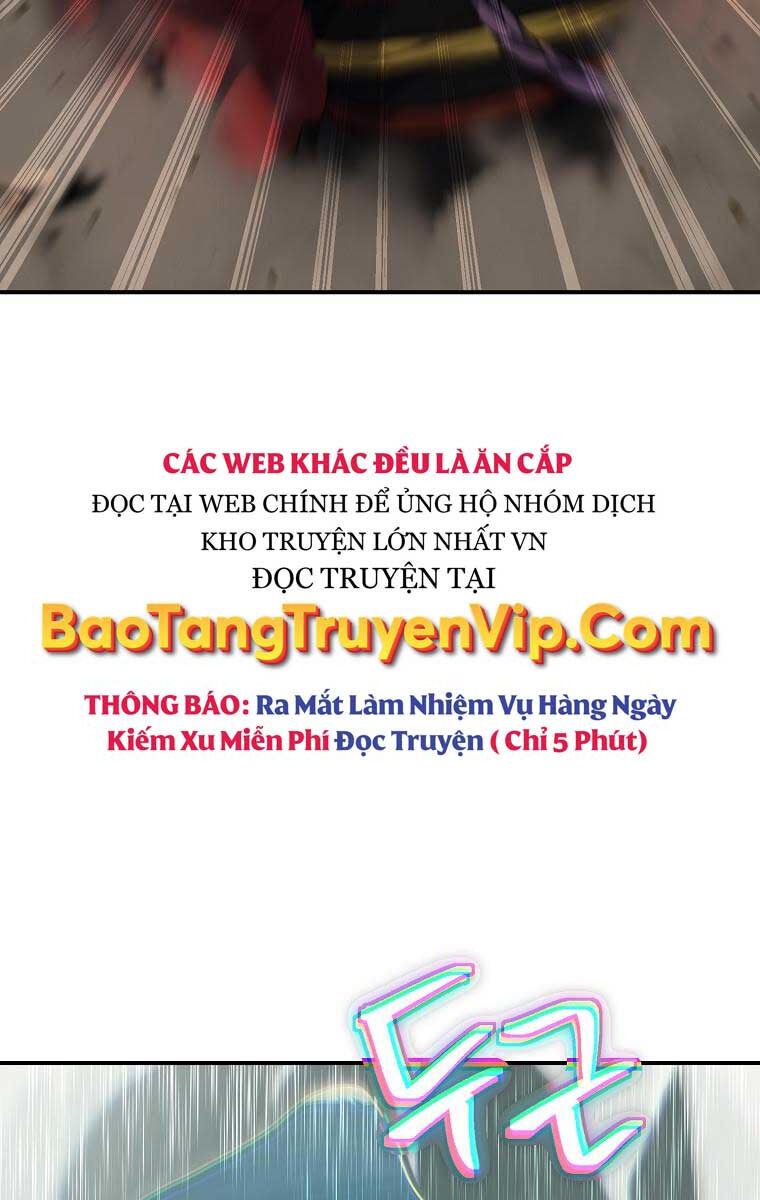 CÁC WEB KHÁC ĐỀU LÀ ĂN CẮP
ĐỌC TẠI WEB CHÍNH ĐỂ ỦNG HỘ NHÓM DỊCH
KHO TRUYỆN LỚN NHẤT VN
ĐỌC TRUYỆN TẠI
BaoTangTruyenVip.Com
THÔNG BÁO: Ra Mắt Làm Nhiệm Vụ Hàng Ngày
Kiếm Xu Miễn Phí Đọc Truyện ( Chỉ 5 Phút)
두근